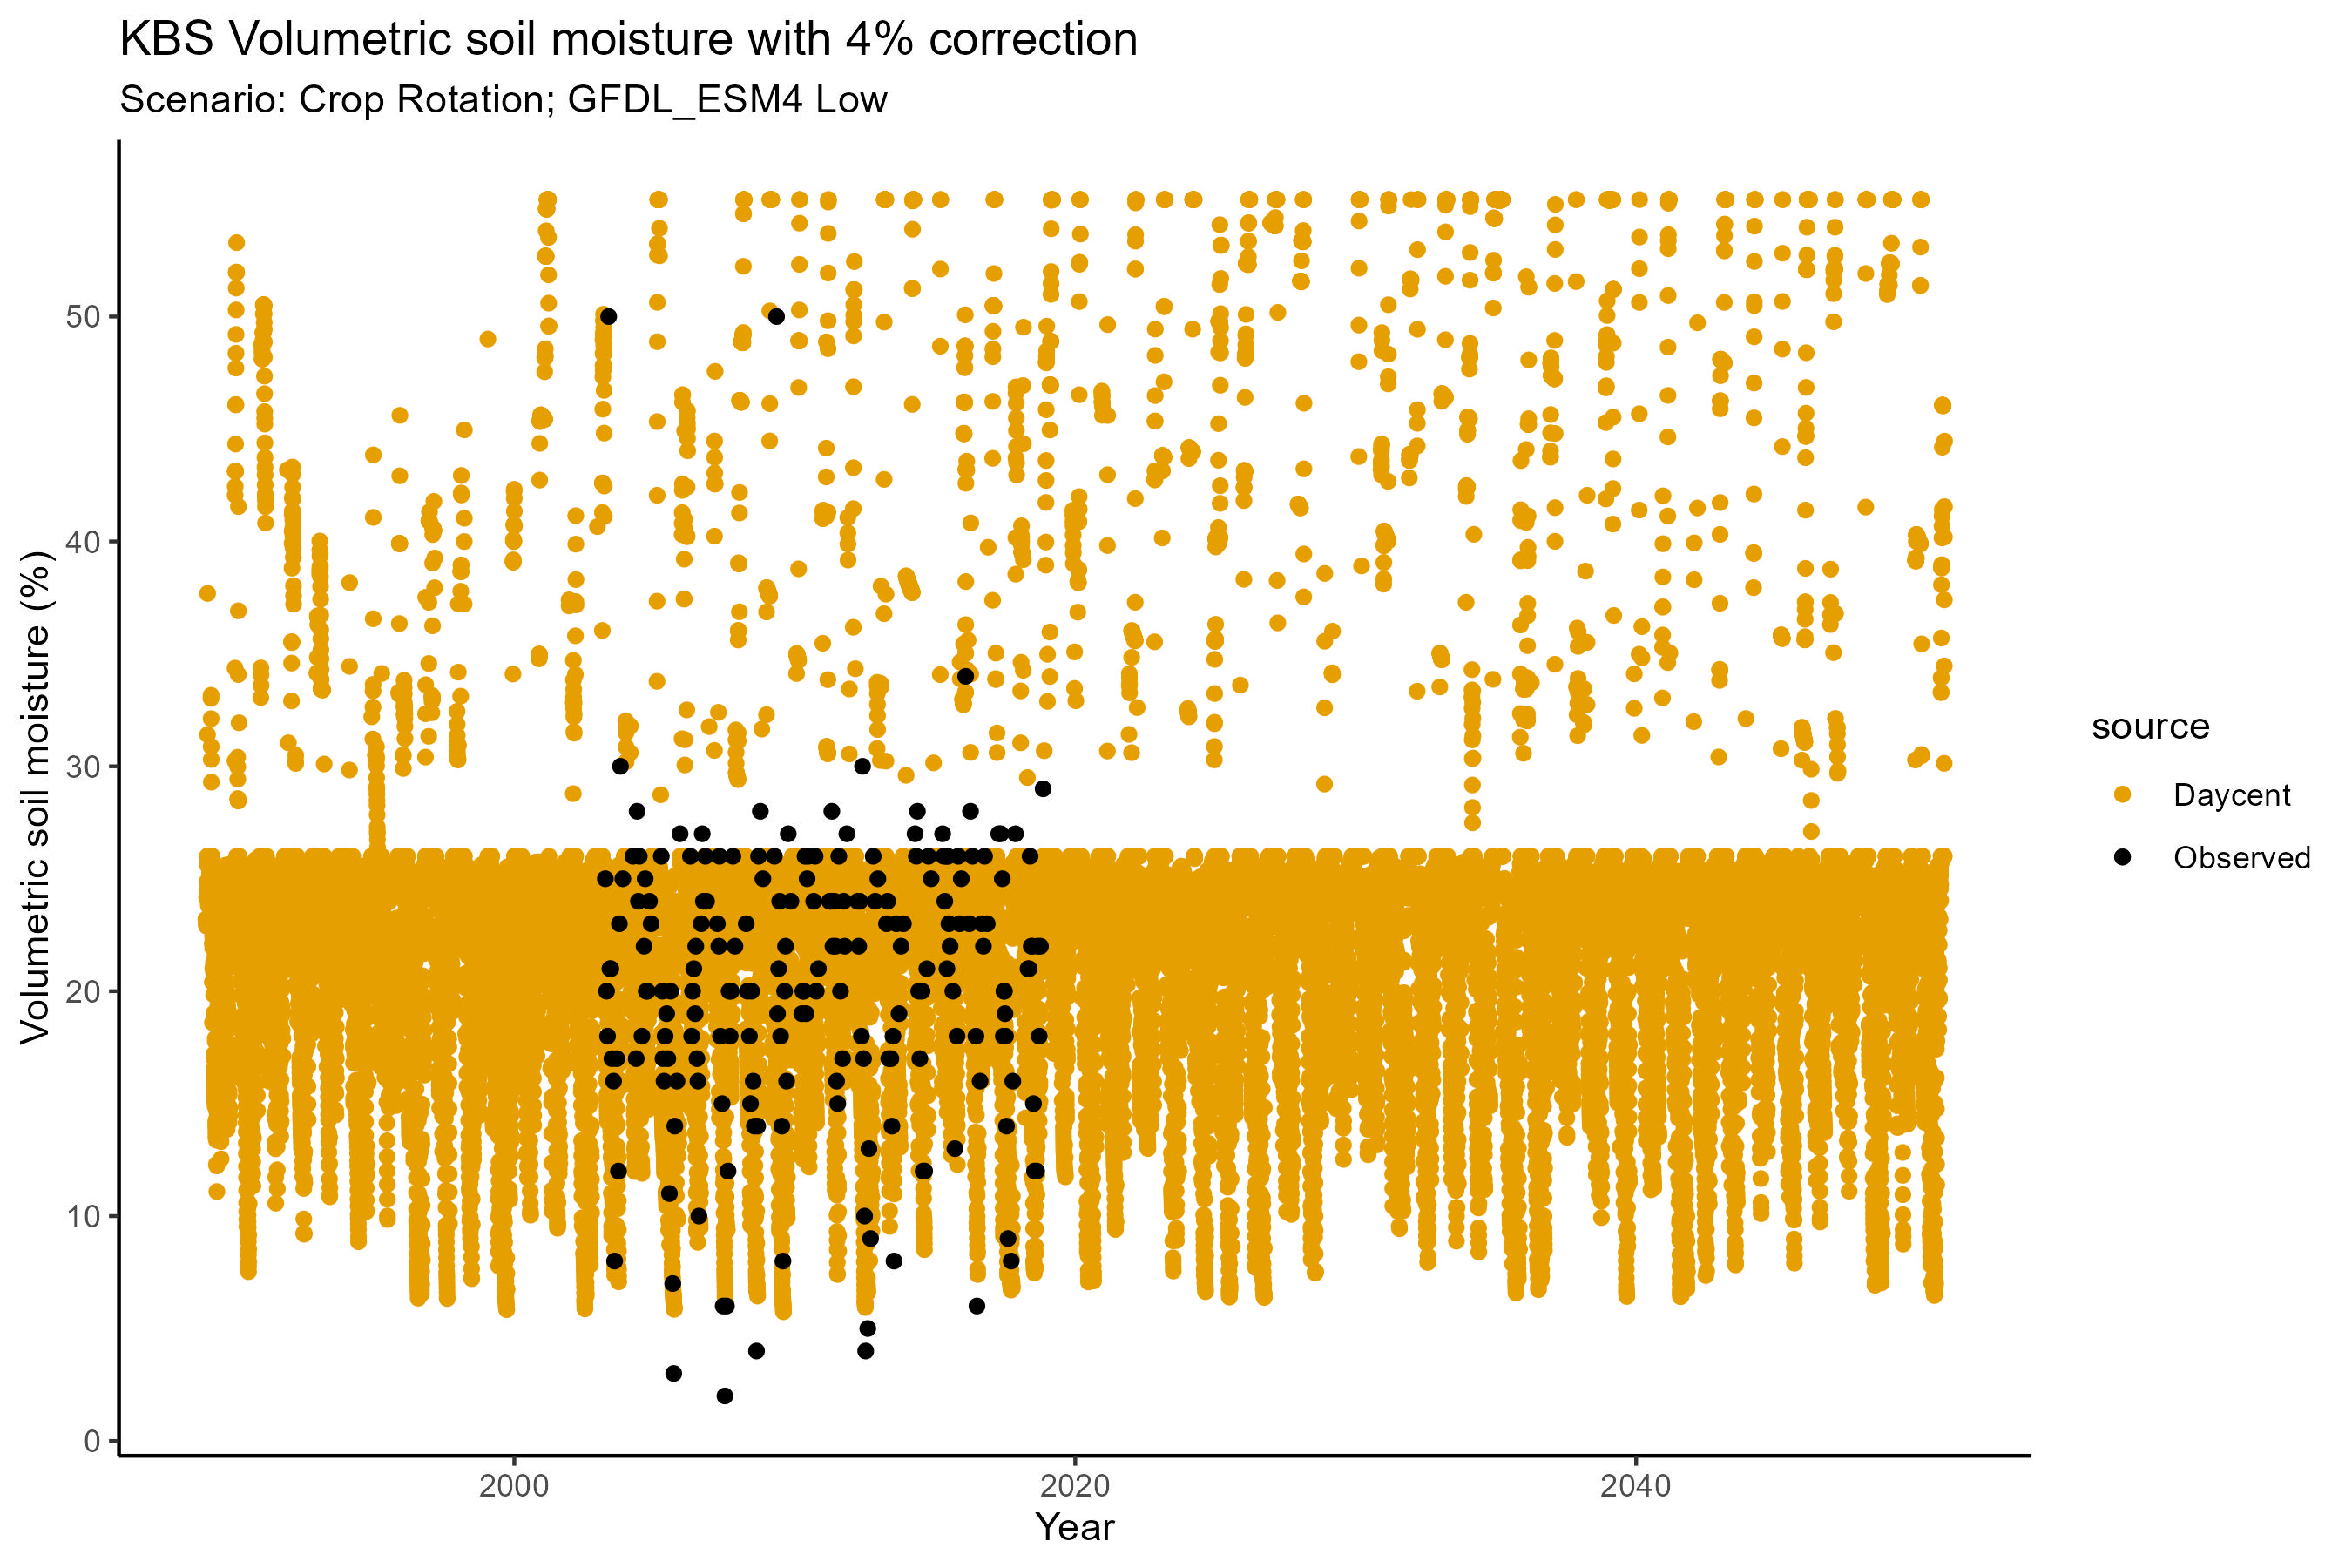 KBS Volumetric soil moisture with 4% correction
Scenario: Crop Rotation; GFDL_ESM4 Low
Volumetric soil moisture (%)
50
40
30
20
10
0
2000
2020
2040
Year
source
Daycent
Observed